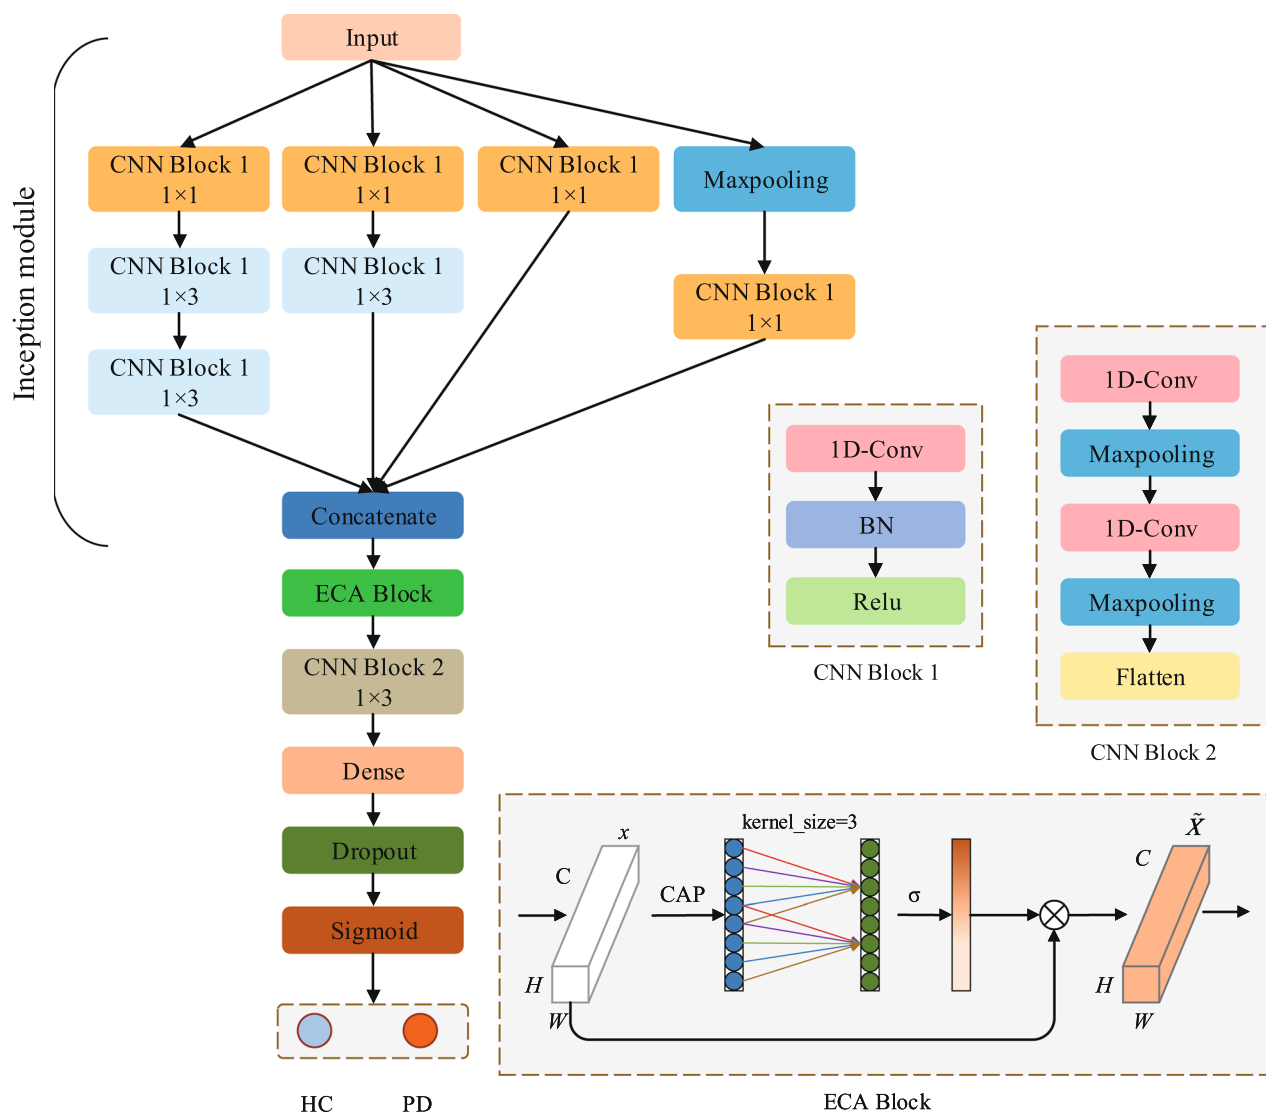 Input
Inception module
CNN Block 1
1×1
CNN Block 1
1×1
CNN Block 1
1×1
Maxpooling
CNN Block 1
1×3
CNN Block 1
1×3
CNN Block 1
1×1
CNN Block 1
1×3
Concatenate
ECA Block
CNN Block 2
1×3
Dense
Dropout
Sigmoid
HC
PD
1D-Conv
BN
Relu
CNN Block 1
1D-Conv
Maxpooling
1D-Conv
Maxpooling
Flatten
CNN Block 2
x
C
H
W
CAP
kernel_size=3
σ
X̃
C
H
W
ECA Block